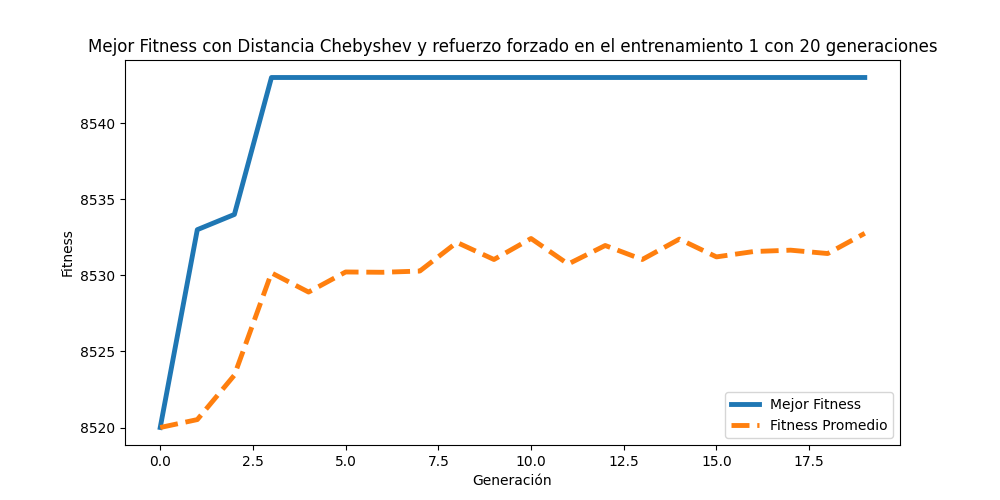 Mejor Fitness con Distancia Chebyshev y refuerzo forzado en el entrenamiento 1 con 20 generaciones
Fitness
8540
8535
8530
8525
8520
0.0 2.5 5.0 7.5 10.0 12.5 15.0 17.5
Generación
Mejor Fitness
Fitness Promedio